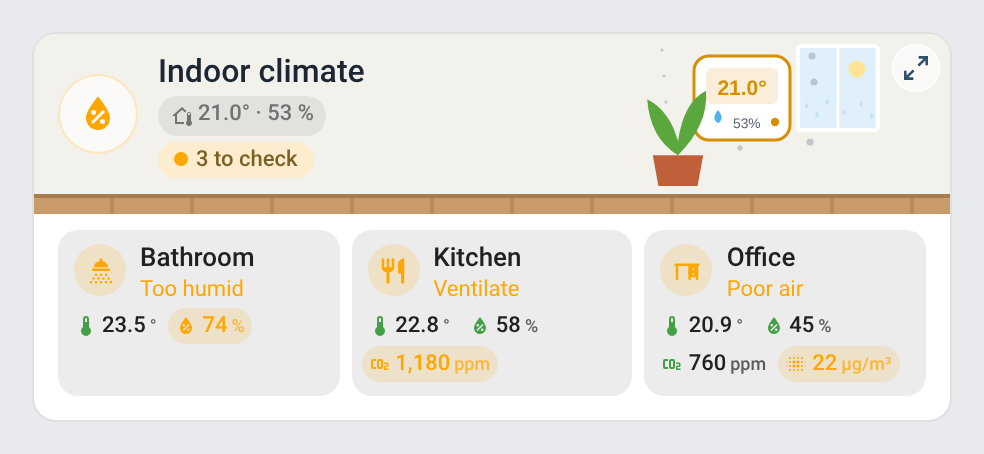 Indoor climate
21.0° · 53 %
3 to check
21.0°
53%
Bathroom
Too humid
23.5 °
74 %
Kitchen
Ventilate
22.8 °
58 %
CO₂ 1,180 ppm
Office
Poor air
20.9 °
45 %
CO₂ 760 ppm
22 µg/m³